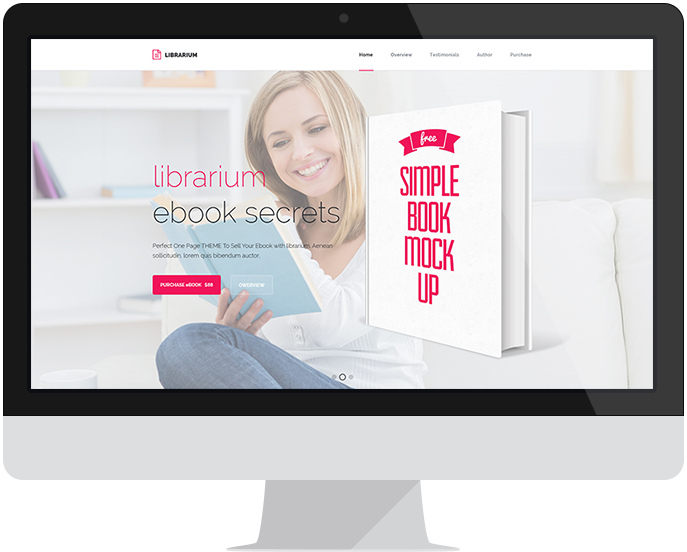 LIBRARIUM
Home Overview Testimonials Author Purchase
librarium
ebook secrets
Perfect One Page THEME To Sell Your Ebook with librarium, Aenean
sollicitudin, lorem quis bibendum auctor.
PURCHASE eBOOK $88
OVERVIEW
free
SIMPLE
BOOK
MOCK
UP